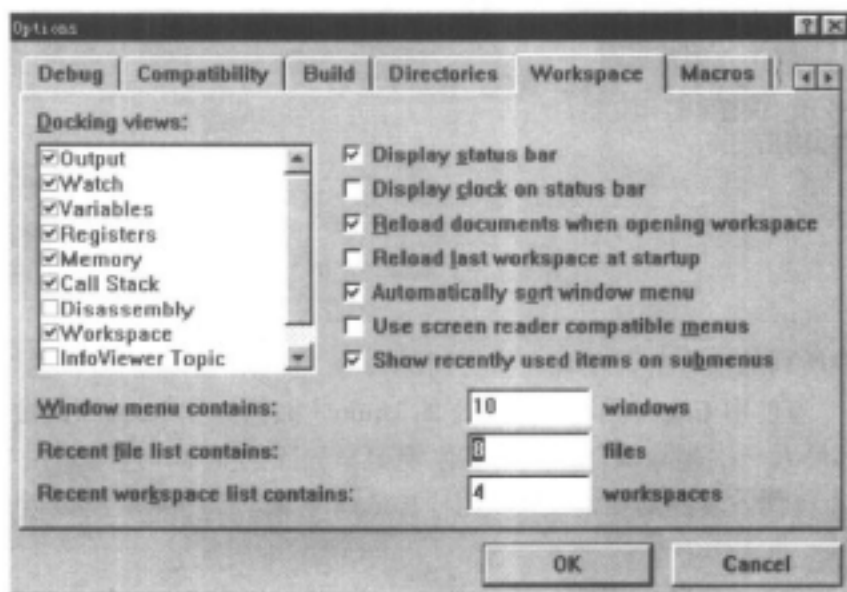 Options
Debug Compatibility Build Directories Workspace Macros
Docking views:
Output
Watch
Variables
Registers
Memory
Call Stack
Disassembly
Workspace
InfoViewer Topic
Display status bar
Display clock on status bar
Reload documents when opening workspace
Reload last workspace at startup
Automatically sort window menu
Use screen reader compatible menus
Show recently used items on submenus
Window menu contains: 10 windows
Recent file list contains: files
Recent workspace list contains: 4 workspaces
OK Cancel